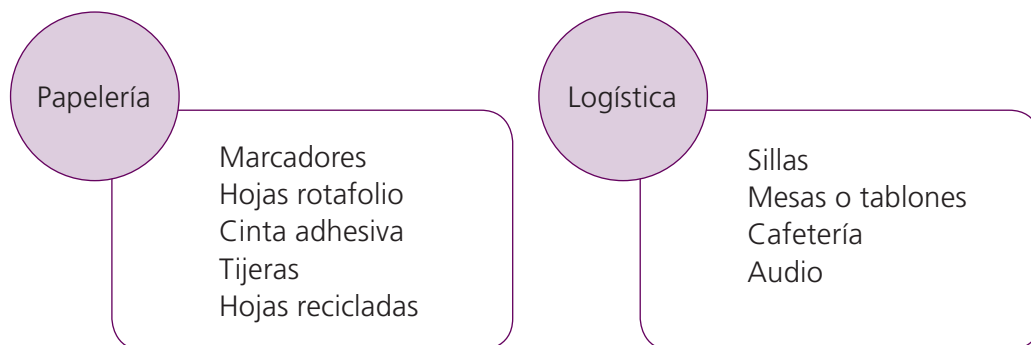 Papelería
Marcadores
Hojas rotafolio
Cinta adhesiva
Tijeras
Hojas recicladas
Logística
Sillas
Mesas o tablones
Cafetería
Audio